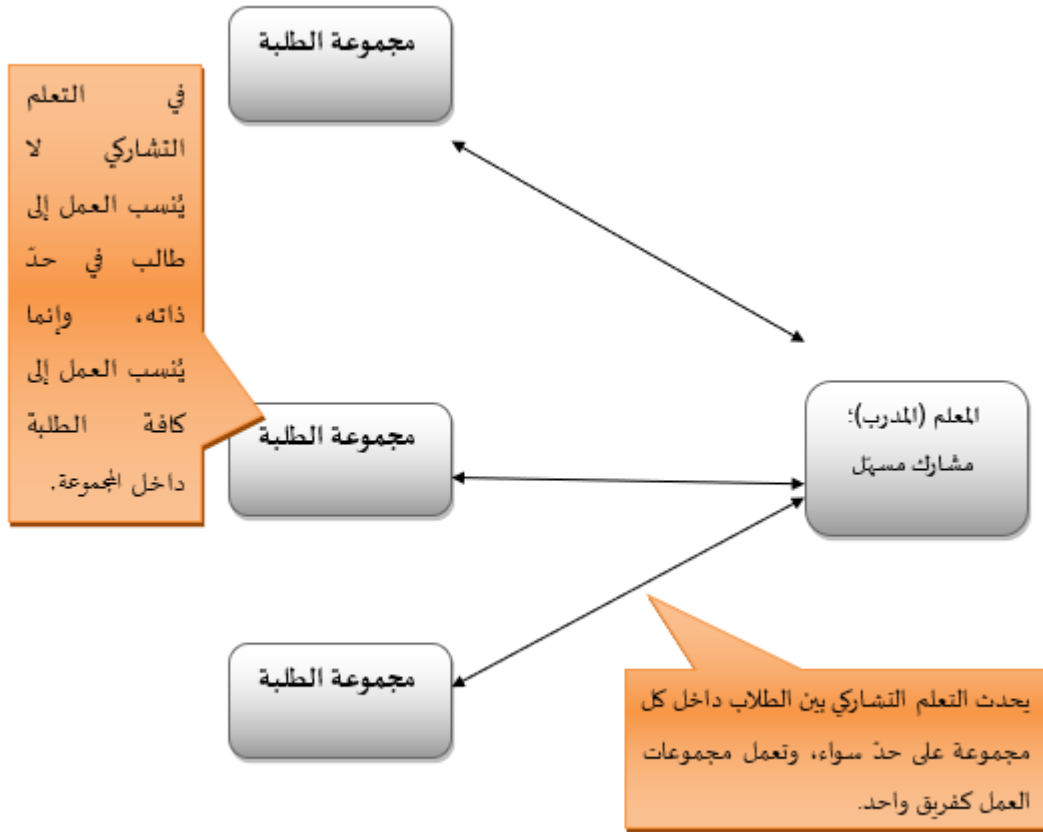 مجموعة الطلبة
في التعلم
التشاركي لا
يُنسب العمل إلى
طالب في حدّ
ذاته، وإنما
يُنسب العمل إلى
كافة الطلبة
داخل المجموعة.
مجموعة الطلبة
المعلم (المدرب)؛
مشارك مسهّل
مجموعة الطلبة
يحدث التعلم التشاركي بين الطلاب داخل كل
مجموعة على حدّ سواء، وتعمل مجموعات
العمل كفريق واحد.